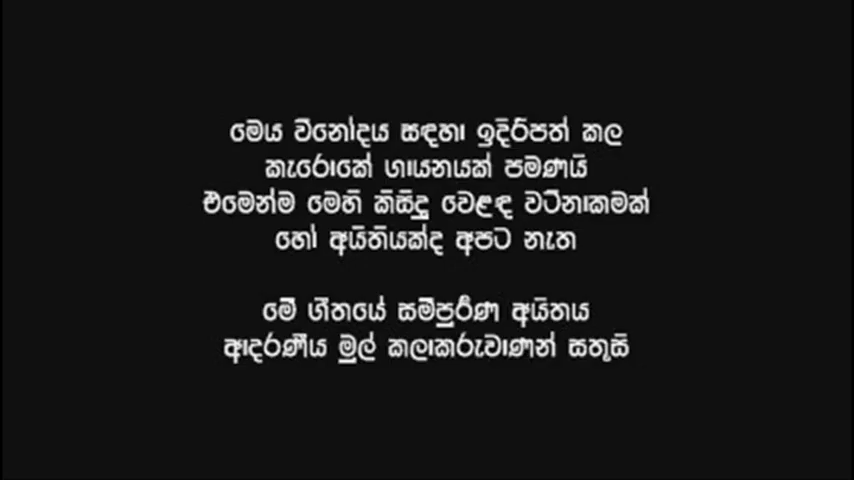 මෙය විනෝදය සඳහා ඉදිරිපත් කල
කැරොකේ ගායනයක් පමණයි
එමෙන්ම මෙහි කිසිදු වෙළඳ වටිනාකමක්
හෝ අයිතියක්ද අපට නැත
මේ ගීතයේ සම්පුර්ණ අයිතය
ආදරණීය මුල් කලාකරුවාණන් සතුසි